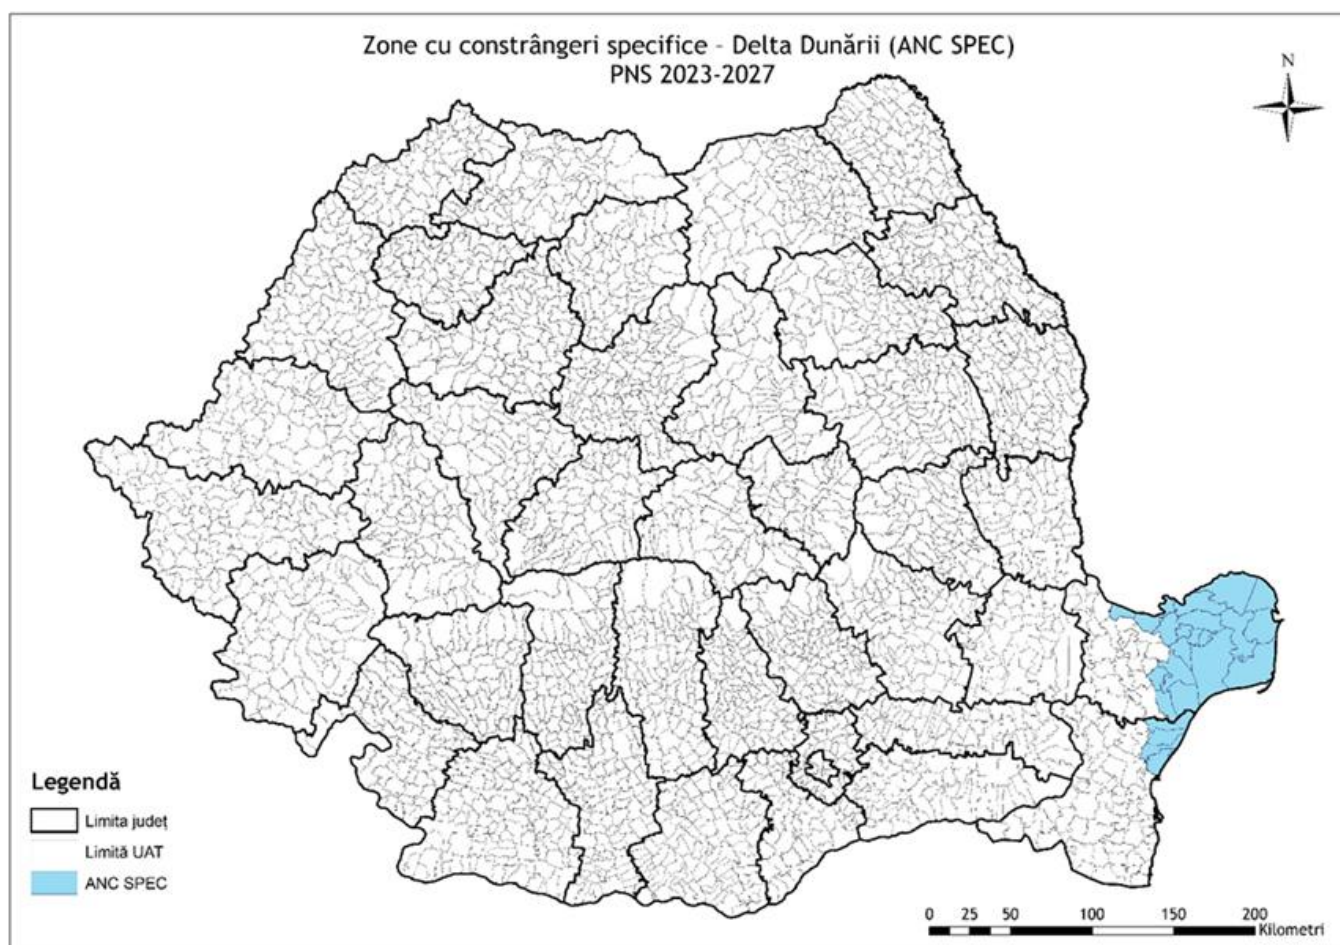 Zone cu constrângeri specifice - Delta Dunării (ANC SPEC)
PNS 2023-2027
N
Legendă
Limita județ
Limită UAT
ANC SPEC
0 25 50 100 150 200
Kilometri